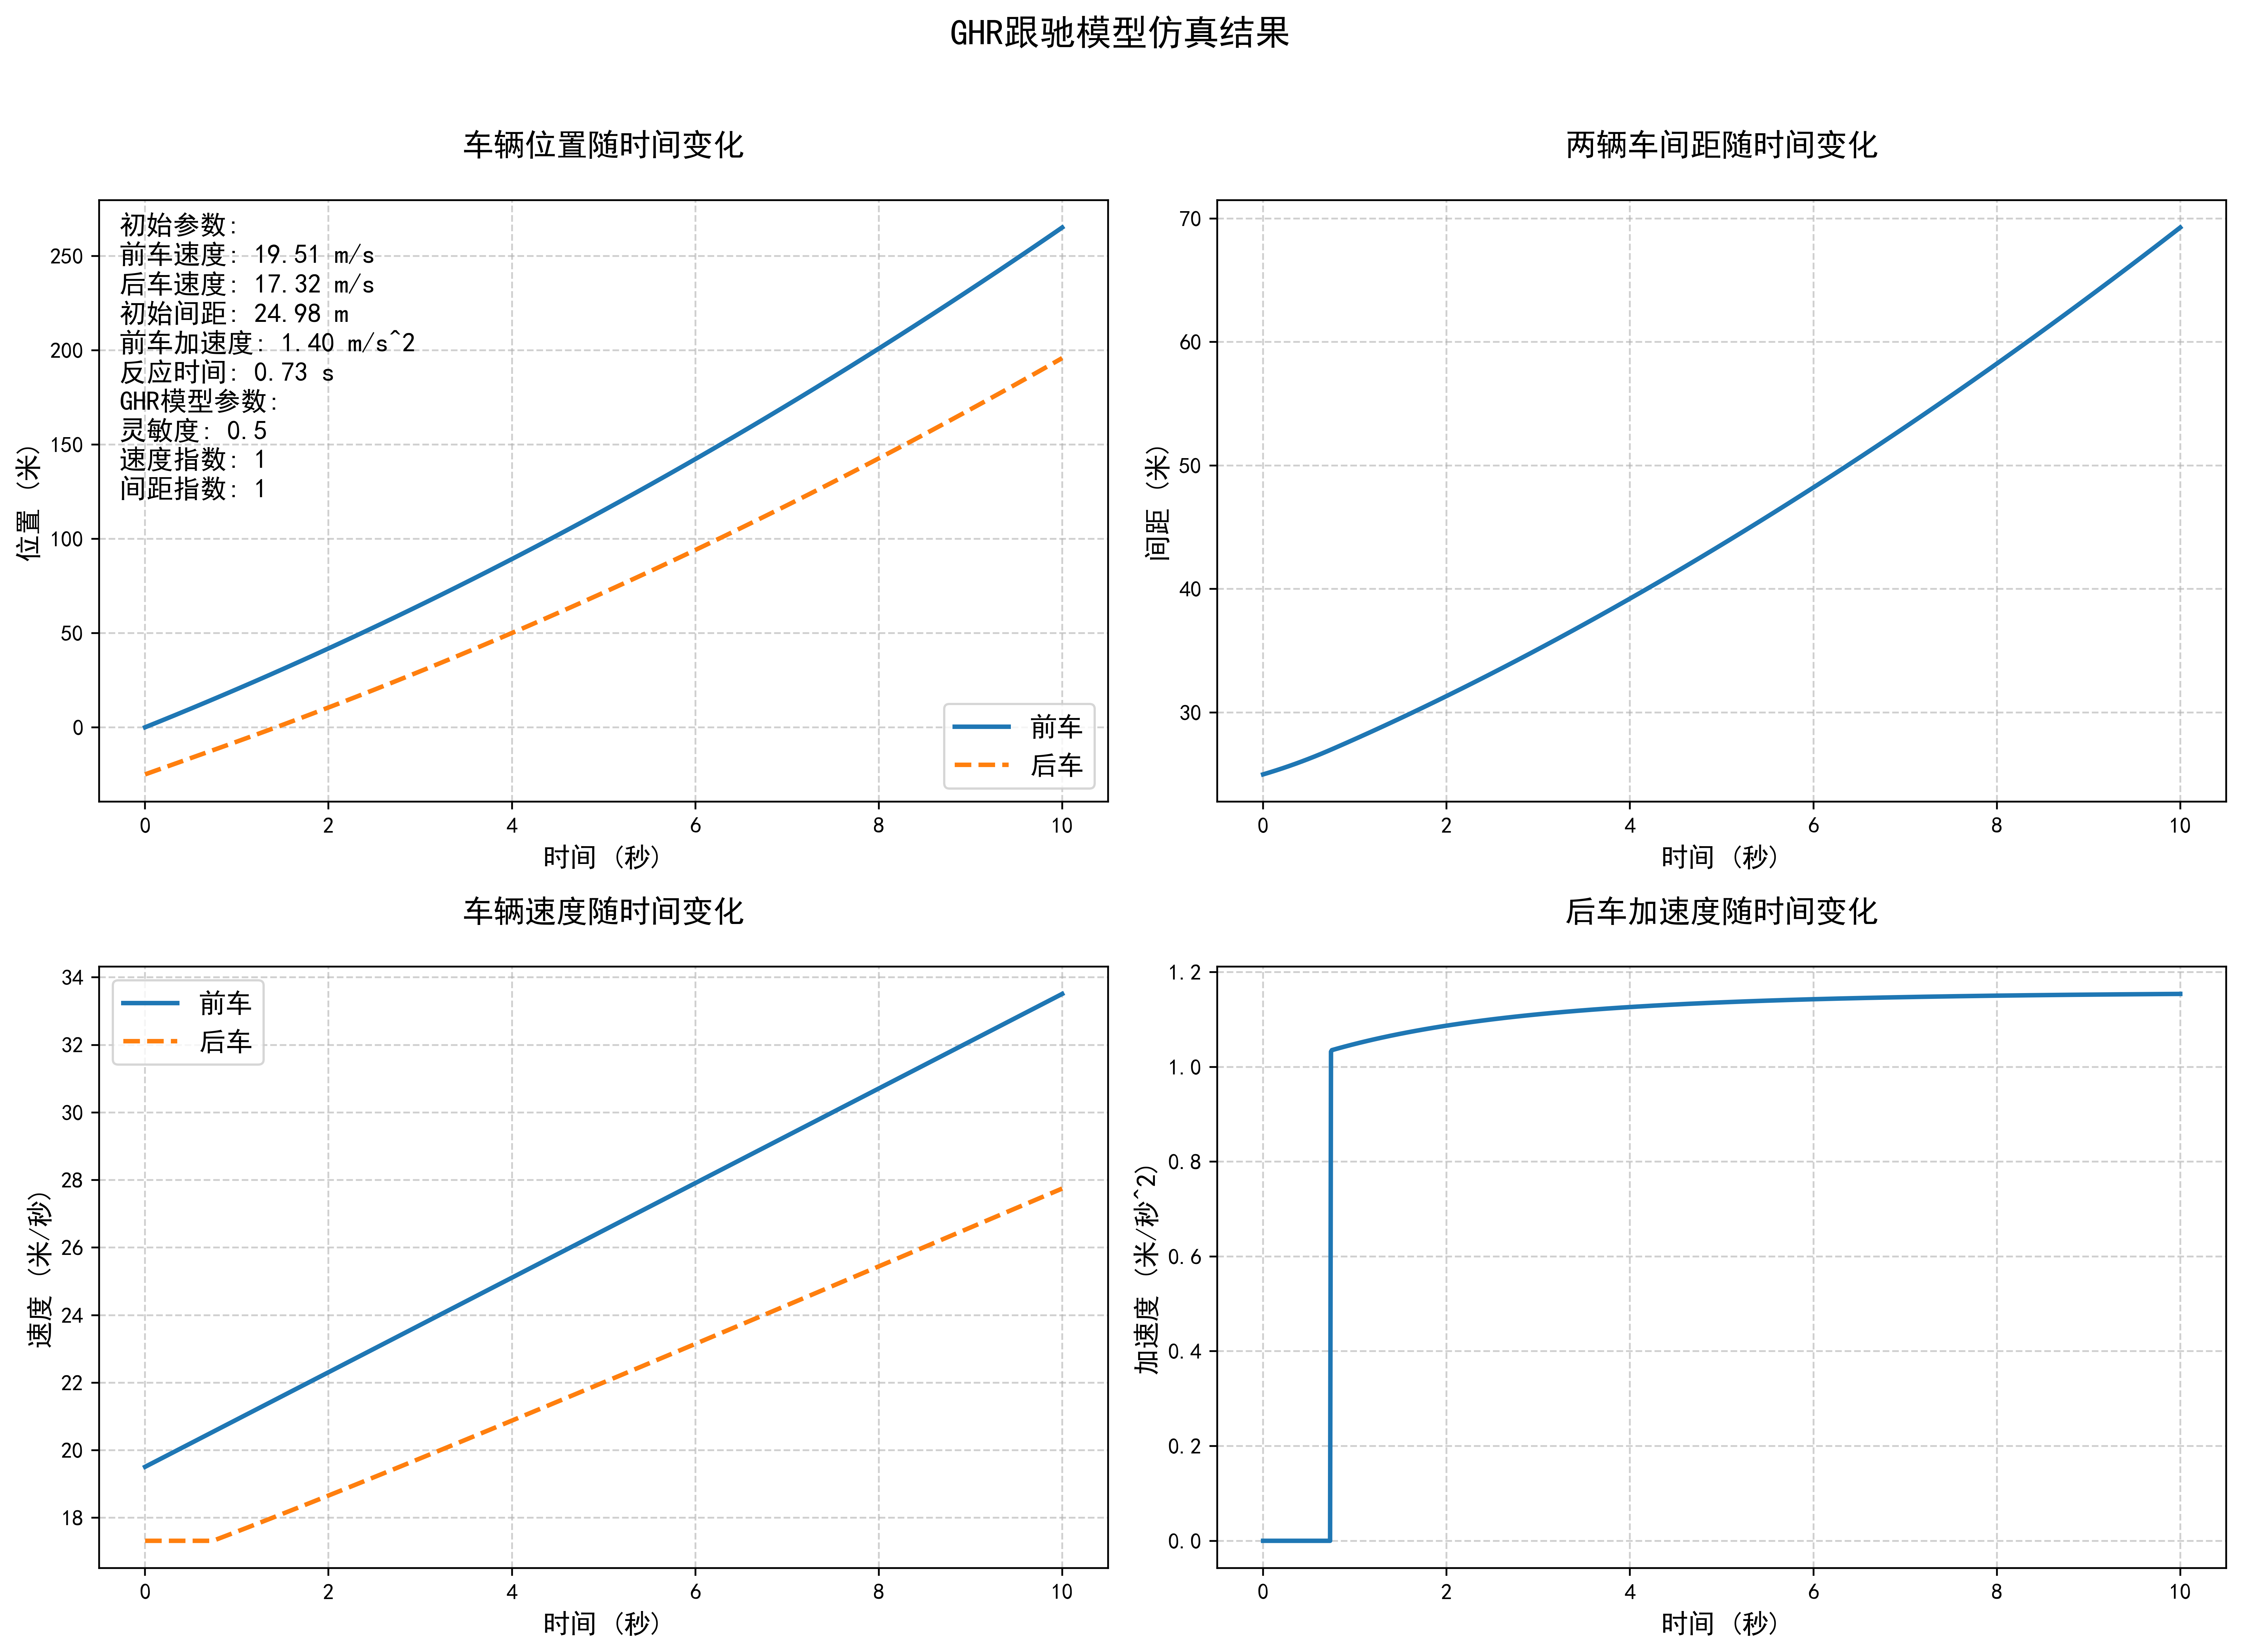 GHR跟驰模型仿真结果
车辆位置随时间变化
初始参数:
前车速度: 19.51 m/s
后车速度: 17.32 m/s
初始间距: 24.98 m
前车加速度: 1.40 m/s^2
反应时间: 0.73 s
GHR模型参数:
灵敏度: 0.5
速度指数: 1
间距指数: 1
位置 (米)
250
200
150
100
50
0
前车
后车
0 2 4 6 8 10
时间 (秒)
两辆车间距随时间变化
间距 (米)
70
60
50
40
30
0 2 4 6 8 10
时间 (秒)
车辆速度随时间变化
速度 (米/秒)
34
32
30
28
26
24
22
20
18
前车
后车
0 2 4 6 8 10
时间 (秒)
后车加速度随时间变化
加速度 (米/秒^2)
1.2
1.0
0.8
0.6
0.4
0.2
0.0
0 2 4 6 8 10
时间 (秒)